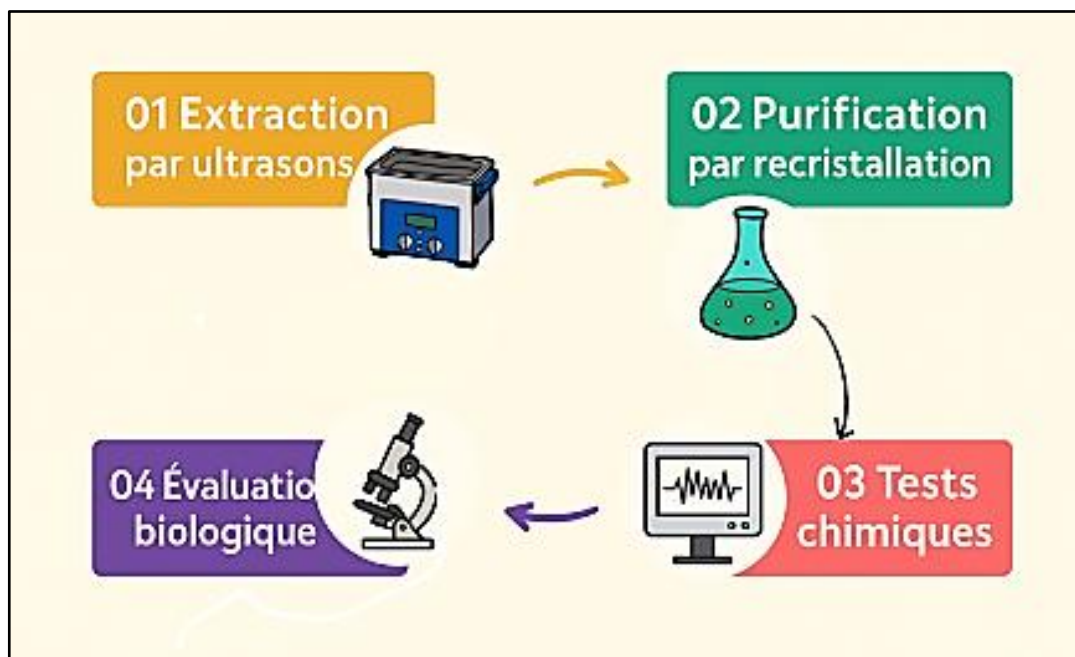 01 Extraction
par ultrasons
02 Purification
par recristallation
03 Tests
chimiques
04 Évaluatio
biologique